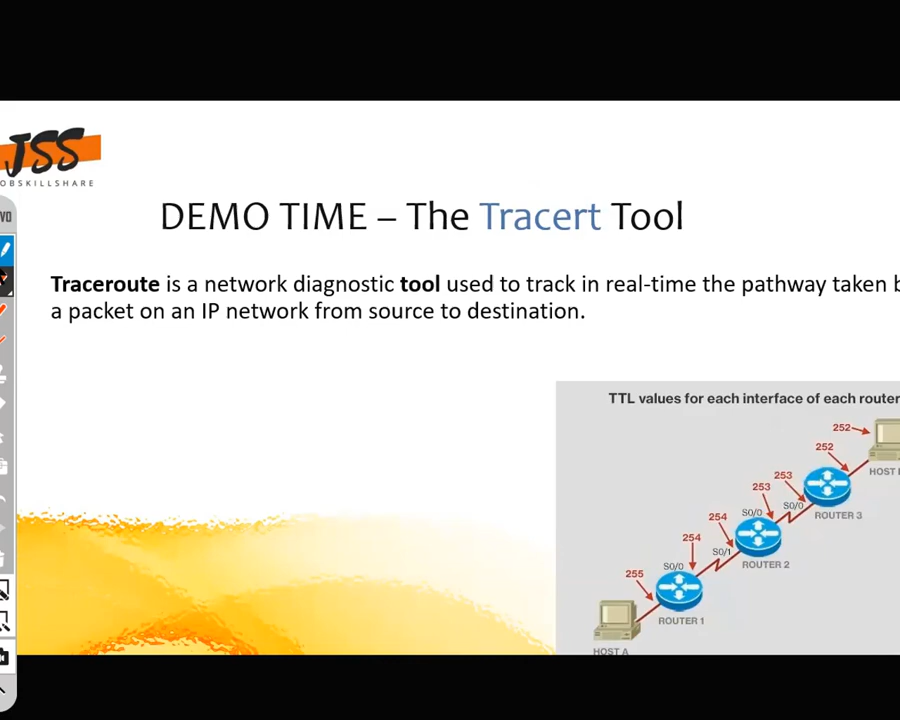 JSS
OBSKILLSHARE
VO
DEMO TIME – The Tracert Tool
Traceroute is a network diagnostic tool used to track in real-time the pathway taken b
a packet on an IP network from source to destination.
TTL values for each interface of each router
252
252
HOST
253
253
S0/0
ROUTER 3
254
S0/0
254
S0/1
ROUTER 2
255
S0/0
ROUTER 1
HOST A